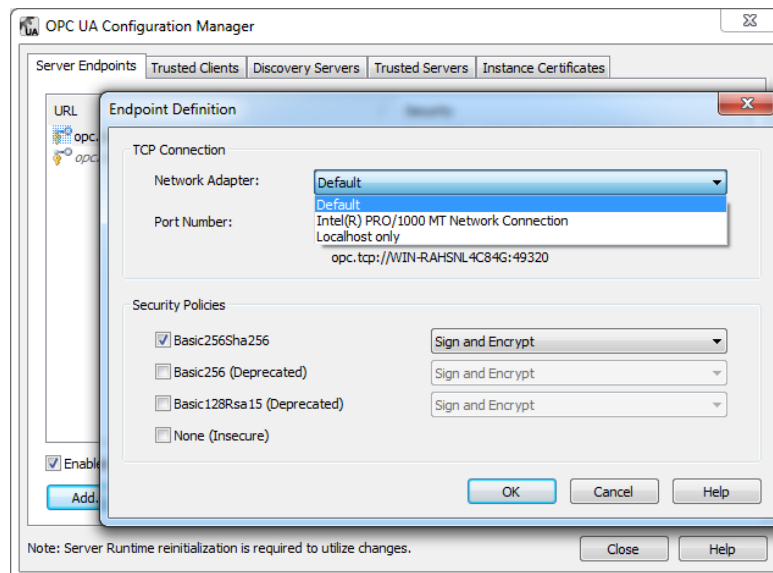 OPC UA Configuration Manager
Server Endpoints Trusted Clients Discovery Servers Trusted Servers Instance Certificates
URL Security
opc.
opc.
Endpoint Definition
TCP Connection
Network Adapter: Default
Default
Intel(R) PRO/1000 MT Network Connection
Port Number:
Localhost only
opc.tcp://WIN-RAHSNL4C84G:49320
Security Policies
Basic256Sha256 Sign and Encrypt
Basic256 (Deprecated) Sign and Encrypt
Basic128Rsa15 (Deprecated) Sign and Encrypt
None (Insecure)
Enable
Add.
OK Cancel Help
Note: Server Runtime reinitialization is required to utilize changes.
Close Help